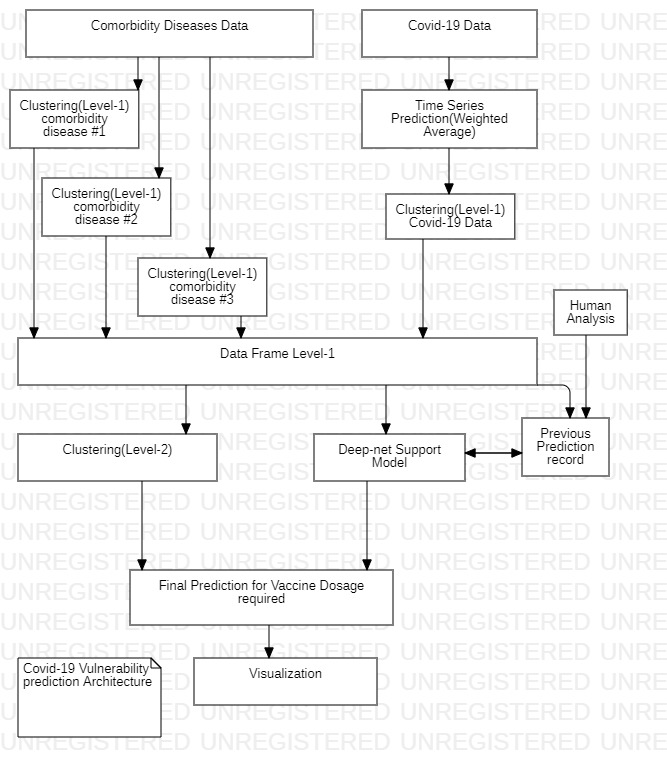 Comorbidity Diseases Data
Covid-19 Data
Clustering(Level-1)
comorbidity
disease #1
Time Series
Prediction(Weighted
Average)
Clustering(Level-1)
comorbidity
disease #2
Clustering(Level-1)
Covid-19 Data
Clustering(Level-1)
comorbidity
disease #3
Human
Analysis
Data Frame Level-1
Clustering(Level-2)
Deep-net Support
Model
Previous
Prediction
record
Final Prediction for Vaccine Dosage
required
Covid-19 Vulnerability
prediction Architecture
Visualization
UNREGISTERED